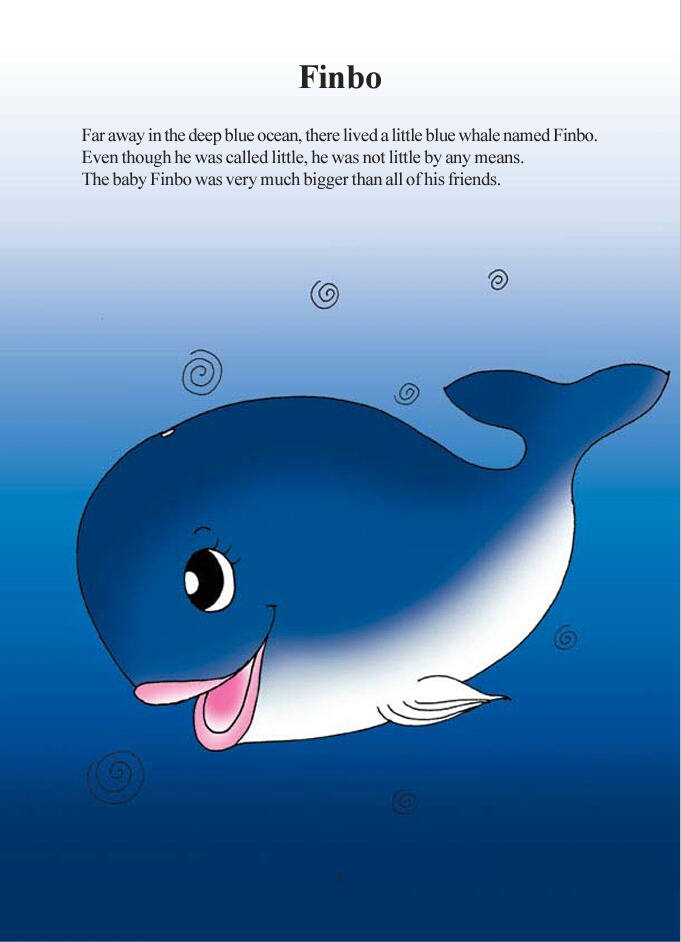 Finbo
Far away in the deep blue ocean, there lived a little blue whale named Finbo.
Even though he was called little, he was not little by any means.
The baby Finbo was very much bigger than all of his friends.